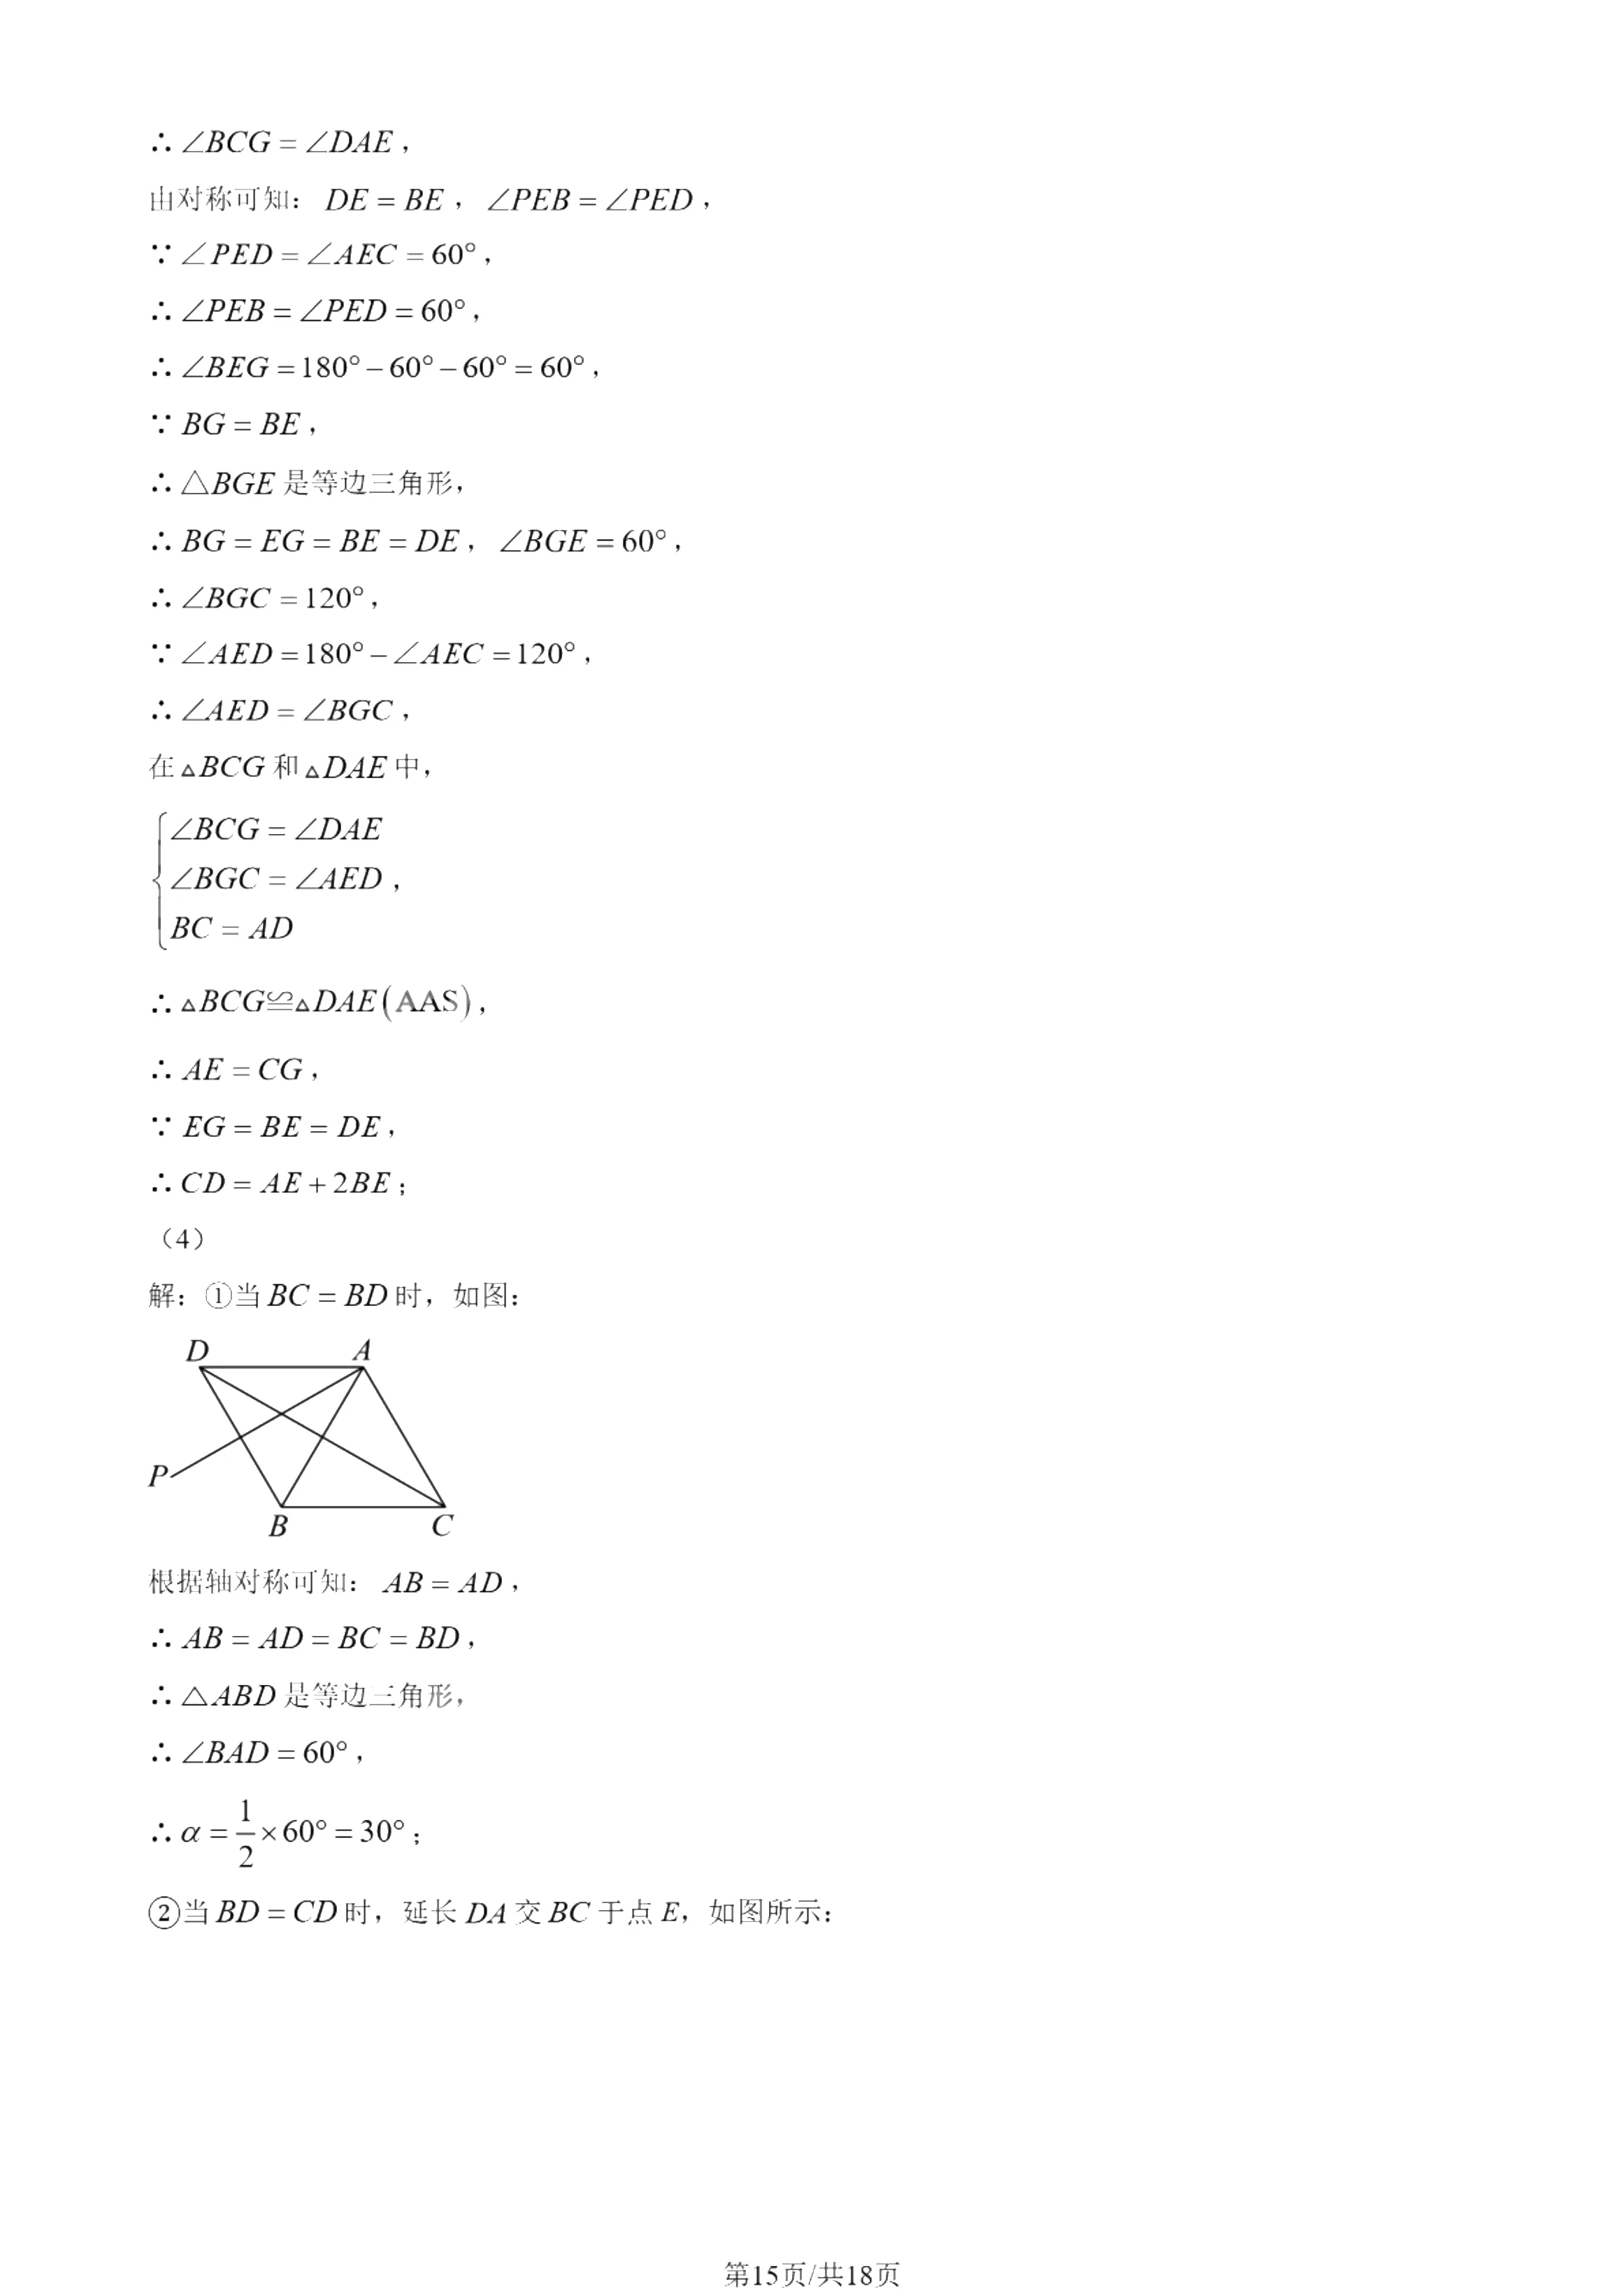 ∴ ∠BCG = ∠DAE，
由对称可知： DE = BE ，∠PEB = ∠PED ，
∵ ∠PED = ∠AEC = 60°，
∴ ∠PEB = ∠PED = 60°，
∴ ∠BEG = 180° − 60° − 60° = 60°，
∵ BG = BE ，
∴ △BGE 是等边三角形，
∴ BG = EG = BE = DE ，∠BGE = 60°，
∴ ∠BGC = 120°，
∵ ∠AED = 180° − ∠AEC = 120°，
∴ ∠AED = ∠BGC ，
在 △BCG 和 △DAE 中，
∠BCG = ∠DAE
∠BGC = ∠AED ，
BC = AD
∴ △BCG≌△DAE(AAS)，
∴ AE = CG ，
∵ EG = BE = DE ，
∴ CD = AE + 2BE ；
（4）
解：①当 BC = BD 时，如图：
D A
P
B C
根据轴对称可知： AB = AD ，
∴ AB = AD = BC = BD ，
∴ △ABD 是等边三角形，
∴ ∠BAD = 60°，
∴ α = 1/2 × 60° = 30°；
②当 BD = CD 时，延长 DA 交 BC 于点 E，如图所示：
第15页/共18页